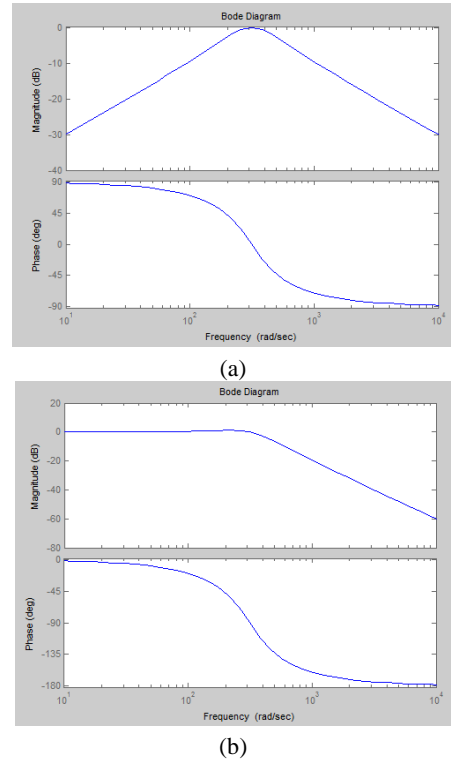 Bode Diagram
0
-10
-20
-30
-40
Magnitude (dB)
90
45
0
-45
-90
Phase (deg)
10^1 10^2 10^3 10^4
Frequency (rad/sec)
(a)
Bode Diagram
20
0
-20
-40
-60
-80
Magnitude (dB)
0
-45
-90
-135
-180
Phase (deg)
10^1 10^2 10^3 10^4
Frequency (rad/sec)
(b)